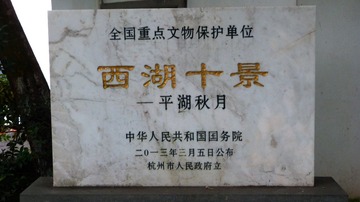 全国重点文物保护单位
西湖十景
—平湖秋月
中华人民共和国国务院
二〇一三年三月五日公布
杭州市人民政府立